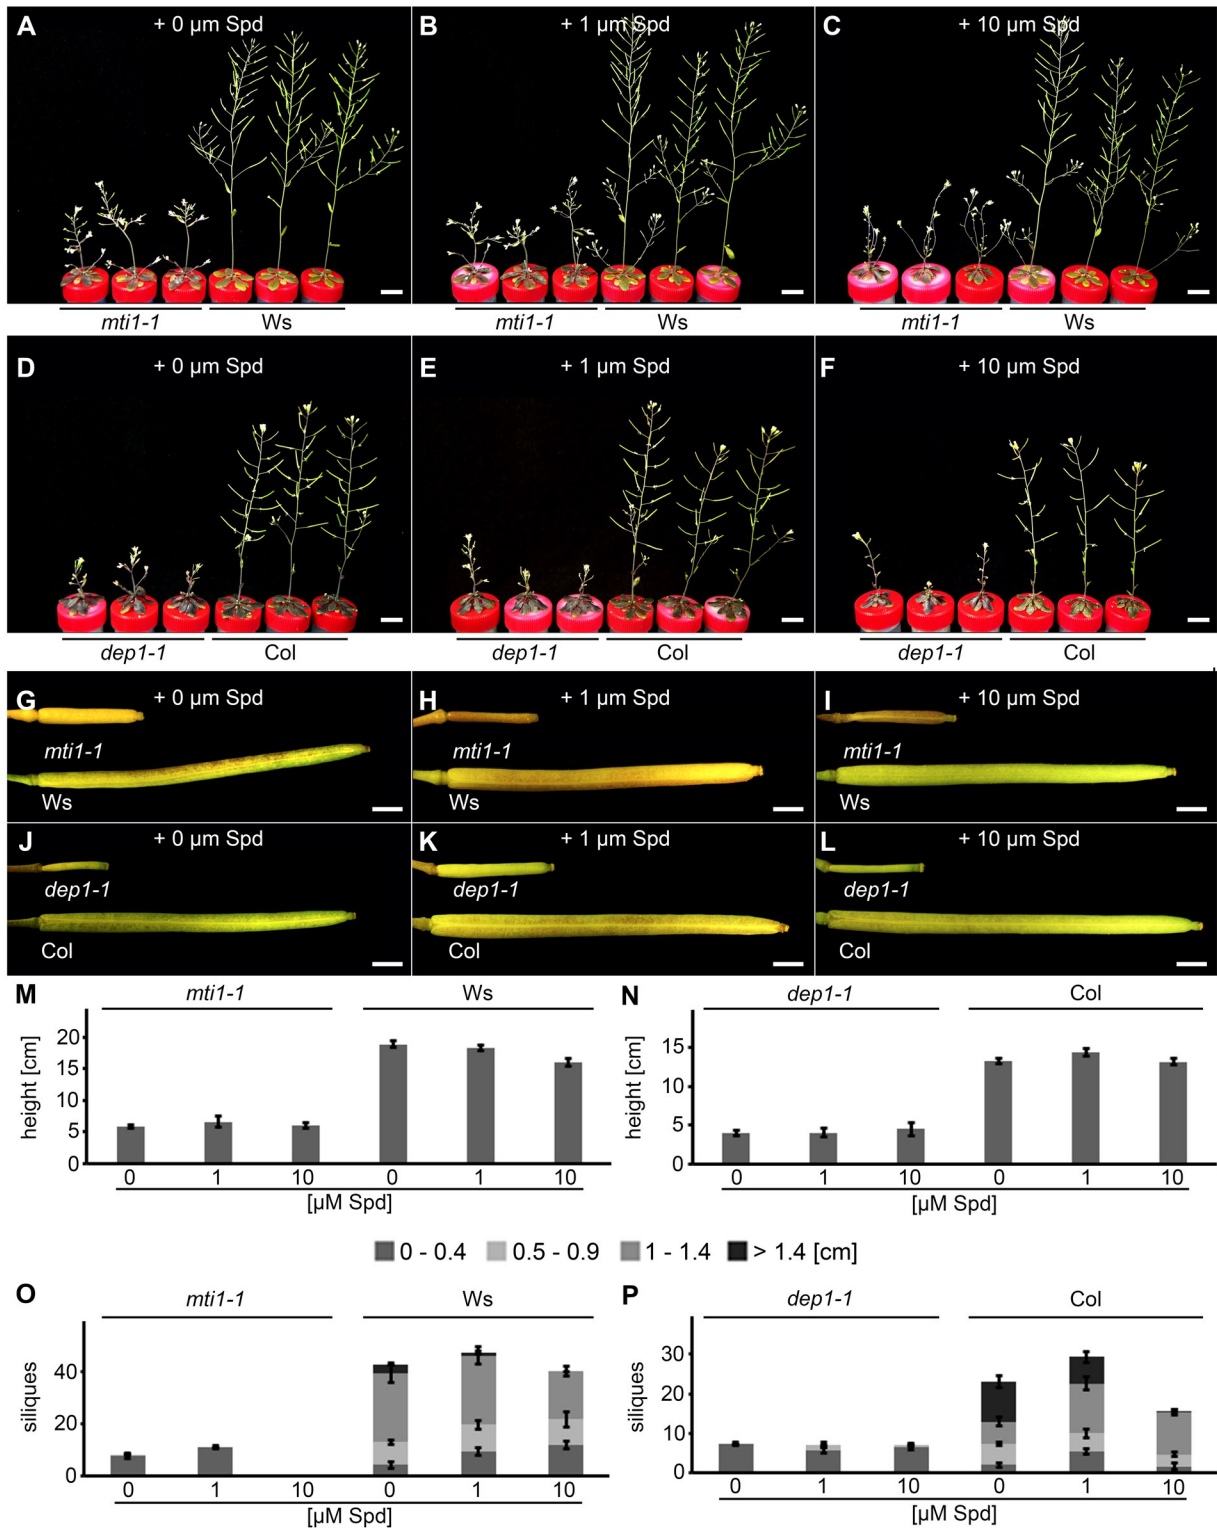 A + 0 µm Spd B + 1 µm Spd C + 10 µm Spd
mti1-1 Ws mti1-1 Ws mti1-1 Ws
D + 0 µm Spd E + 1 µm Spd F + 10 µm Spd
dep1-1 Col dep1-1 Col dep1-1 Col
G + 0 µm Spd H + 1 µm Spd I + 10 µm Spd
mti1-1 mti1-1 mti1-1
Ws Ws Ws
J + 0 µm Spd K + 1 µm Spd L + 10 µm Spd
dep1-1 dep1-1 dep1-1
Col Col Col
M mti1-1 Ws
height [cm]
20
15
10
5
0
0 1 10 0 1 10
[µM Spd]
N dep1-1 Col
height [cm]
15
10
5
0
0 1 10 0 1 10
[µM Spd]
0 - 0.4 0.5 - 0.9 1 - 1.4 > 1.4 [cm]
O mti1-1 Ws
siliques
40
20
0
0 1 10 0 1 10
[µM Spd]
P dep1-1 Col
siliques
30
20
10
0
0 1 10 0 1 10
[µM Spd]